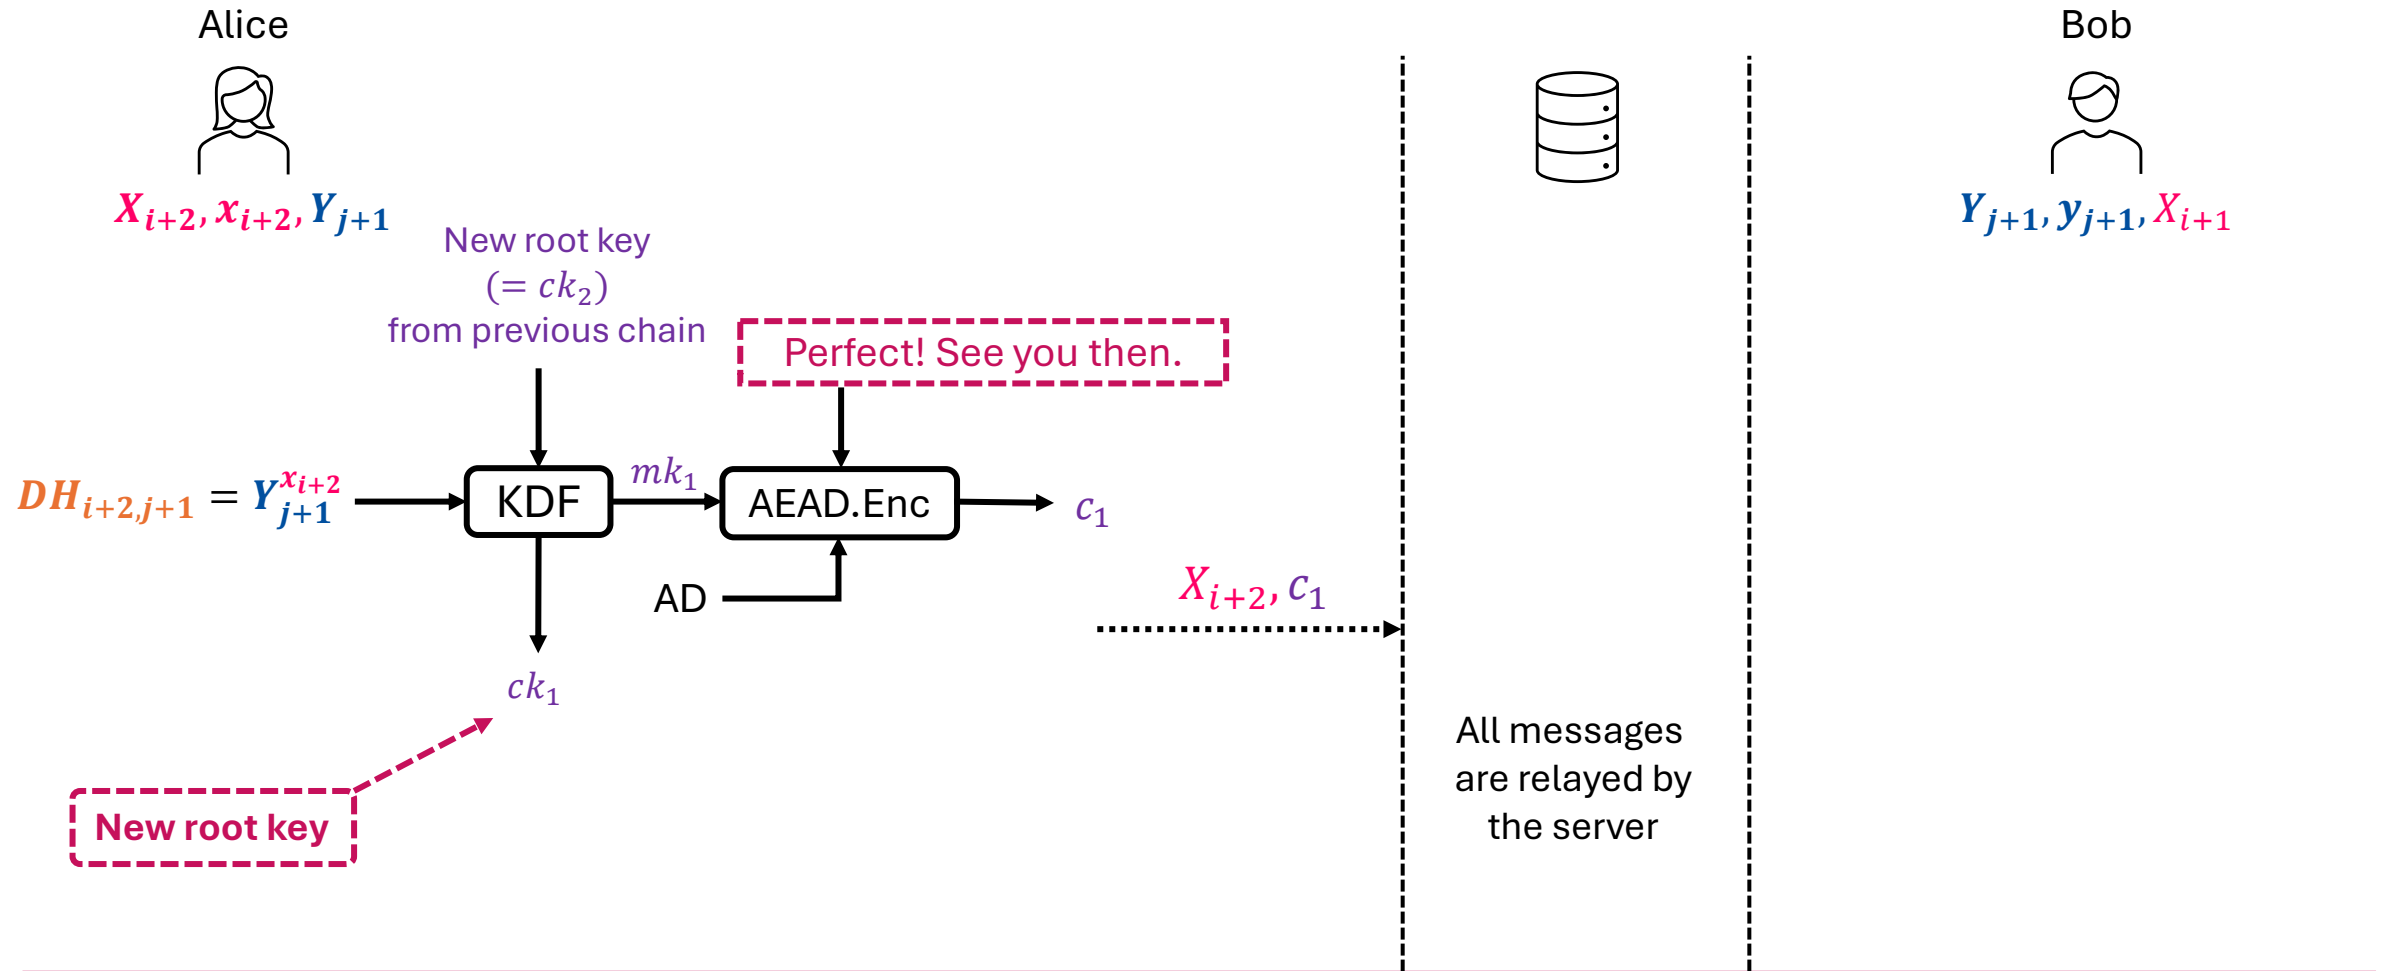 Alice
Bob
X_{i+2}, x_{i+2}, Y_{j+1}
Y_{j+1}, y_{j+1}, X_{i+1}
New root key
(= ck_2)
from previous chain
Perfect! See you then.
DH_{i+2,j+1} = Y_{j+1}^{x_{i+2}}
KDF
mk_1
AEAD.Enc
c_1
AD
X_{i+2}, c_1
ck_1
New root key
All messages
are relayed by
the server